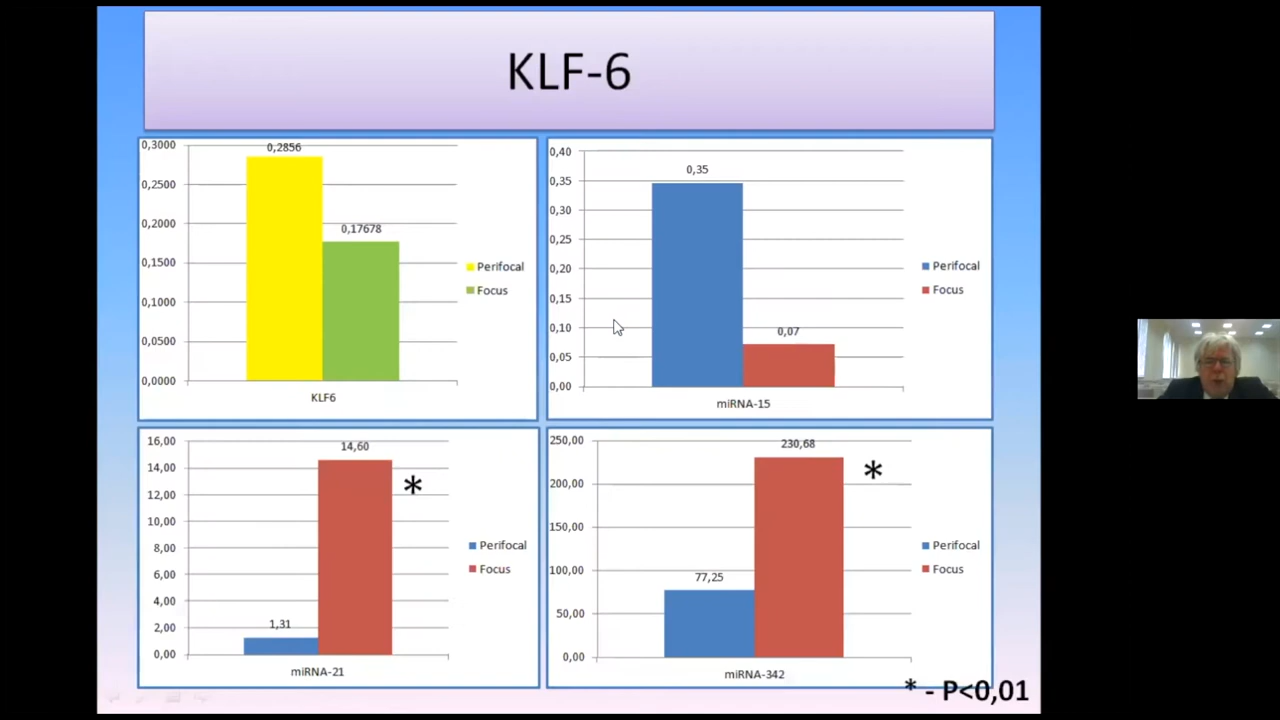 KLF-6
0,3000
0,2500
0,2000
0,1500
0,1000
0,0500
0,0000
0,2856
0,17678
KLF6
Perifocal
Focus
0,40
0,35
0,30
0,25
0,20
0,15
0,10
0,05
0,00
0,35
0,07
miRNA-15
Perifocal
Focus
16,00
14,00
12,00
10,00
8,00
6,00
4,00
2,00
0,00
1,31
14,60
*
miRNA-21
Perifocal
Focus
250,00
200,00
150,00
100,00
50,00
0,00
77,25
230,68
*
miRNA-342
Perifocal
Focus
* - P<0,01